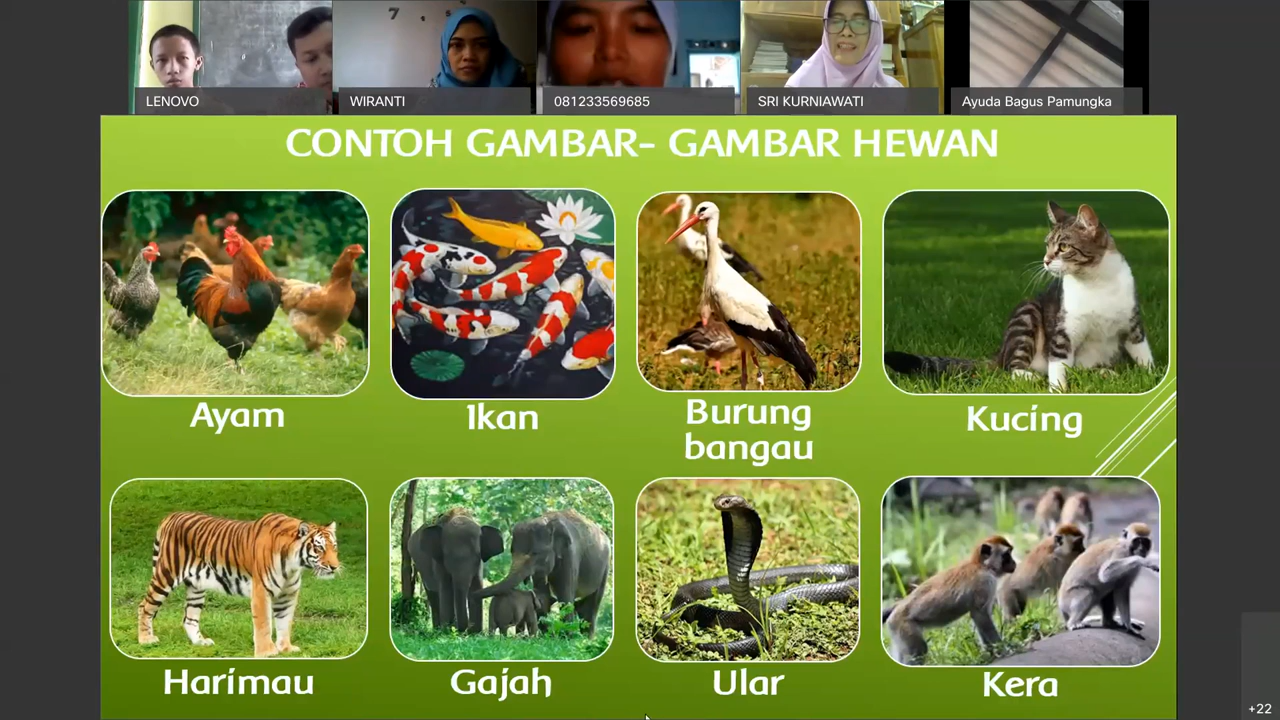 LENOVO
WIRANTI
081233569685
SRI KURNIAWATI
Ayuda Bagus Pamungka
CONTOH GAMBAR- GAMBAR HEWAN
Ayam
Ikan
Burung
bangau
Kucing
Harimau
Gajah
Ular
Kera
+22